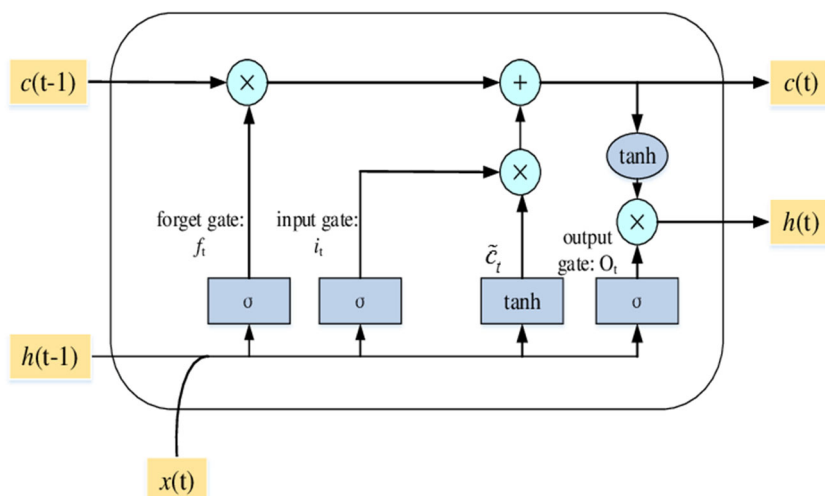 c(t-1)
×
+
c(t)
tanh
×
forget gate:
fₜ
input gate:
iₜ
×
h(t)
c̃ₜ
output
gate: Oₜ
σ
σ
tanh
σ
h(t-1)
x(t)